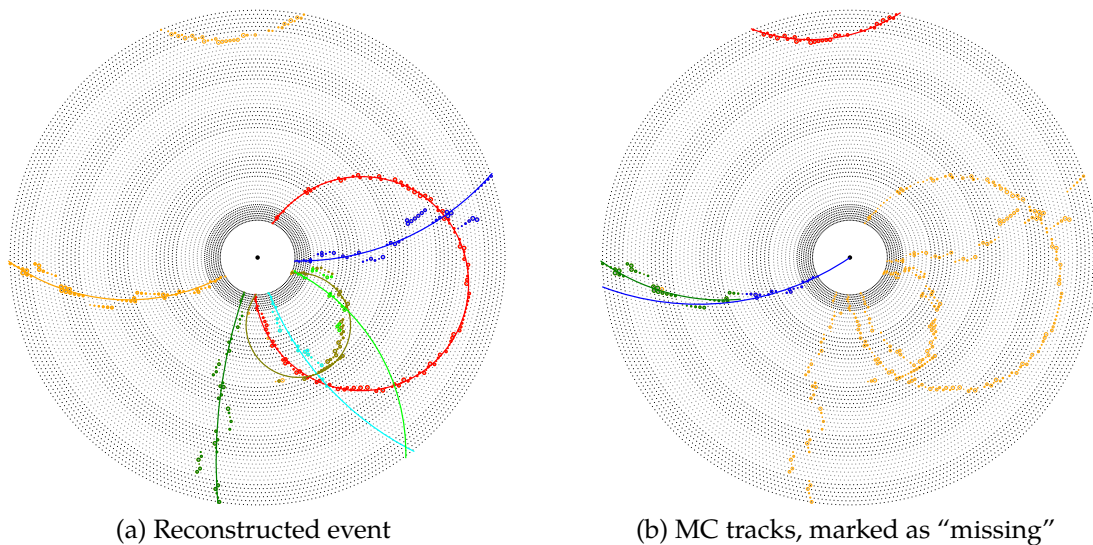 (a) Reconstructed event
(b) MC tracks, marked as “missing”